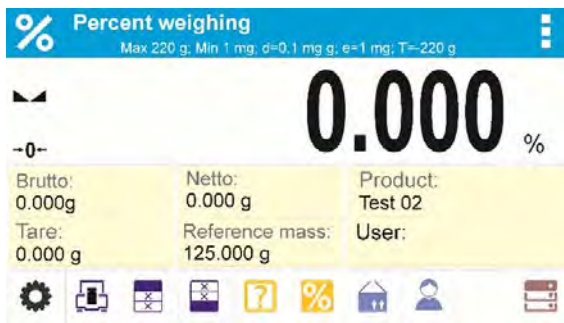 % Percent weighing
Max 220 g; Min 1 mg; d=0.1 mg g; e=1 mg; T=-220 g
0.000 %
→0←
Brutto: Netto: Product:
0.000g 0.000 g Test 02
Tare: Reference mass: User:
0.000 g 125.000 g
? %